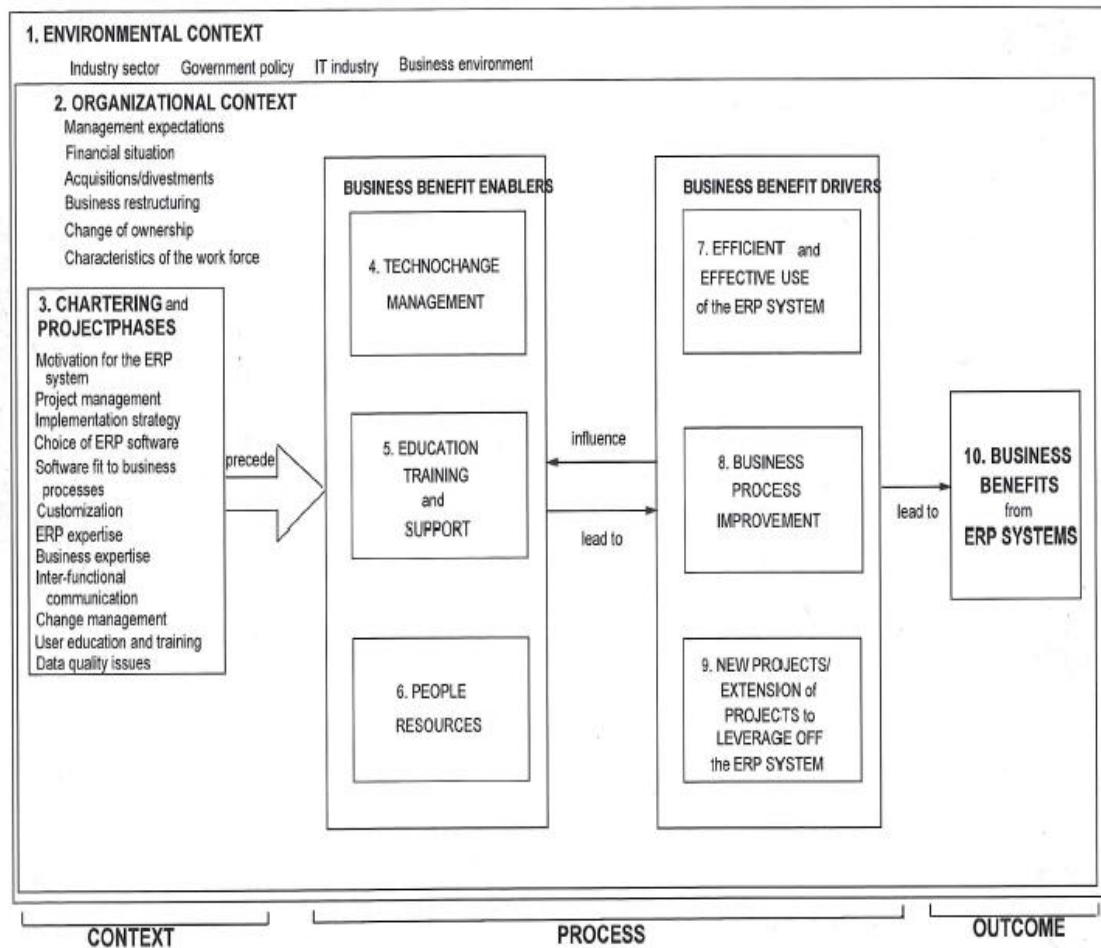 1. ENVIRONMENTAL CONTEXT
Industry sector Government policy IT industry Business environment
2. ORGANIZATIONAL CONTEXT
Management expectations
Financial situation
Acquisitions/divestments
Business restructuring
Change of ownership
Characteristics of the work force
3. CHARTERING and
PROJECTPHASES
Motivation for the ERP
system
Project management
Implementation strategy
Choice of ERP software
Software fit to business
processes
Customization
ERP expertise
Business expertise
Inter-functional
communication
Change management
User education and training
Data quality issues
precede
BUSINESS BENEFIT ENABLERS
4. TECHNOCHANGE
MANAGEMENT
5. EDUCATION
TRAINING
and
SUPPORT
6. PEOPLE
RESOURCES
influence
lead to
BUSINESS BENEFIT DRIVERS
7. EFFICIENT and
EFFECTIVE USE
of the ERP SYSTEM
8. BUSINESS
PROCESS
IMPROVEMENT
9. NEW PROJECTS/
EXTENSION of
PROJECTS to
LEVERAGE OFF
the ERP SYSTEM
lead to
10. BUSINESS
BENEFITS
from
ERP SYSTEMS
CONTEXT
PROCESS
OUTCOME